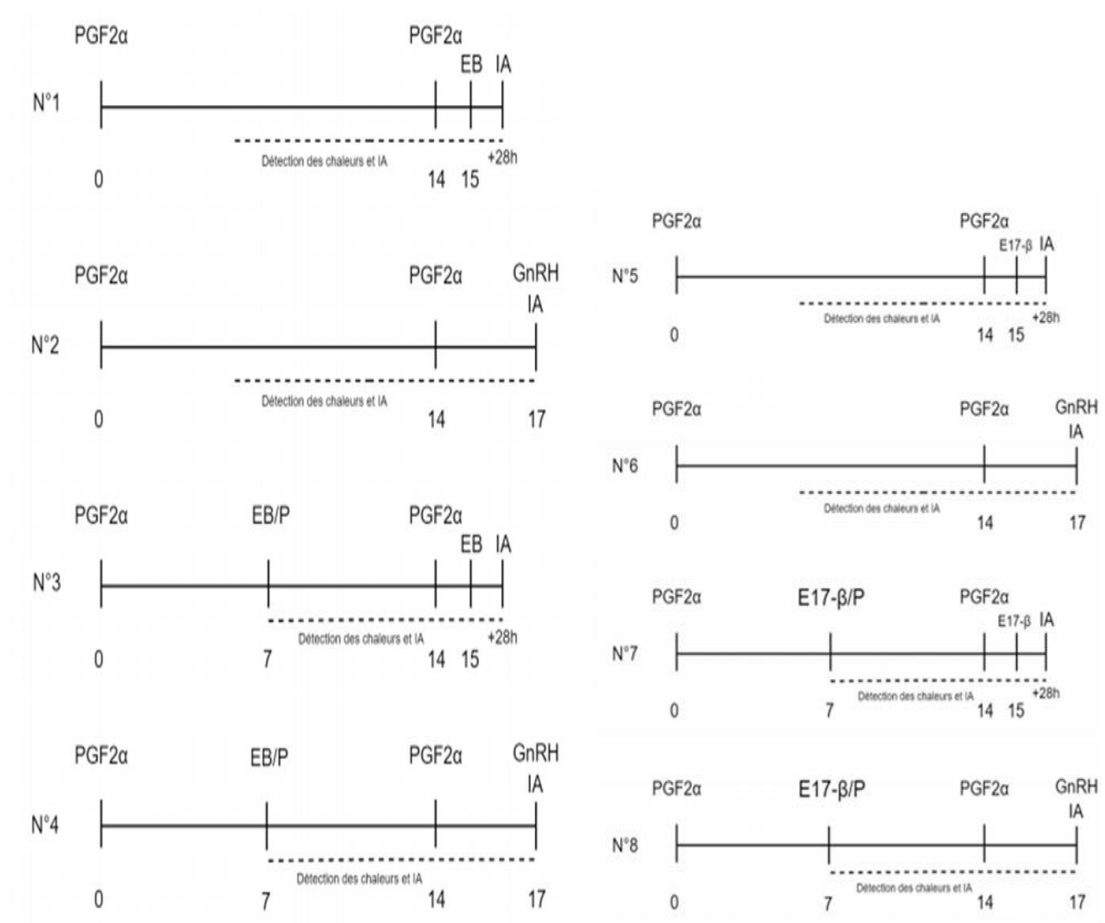 PGF2α PGF2α
EB IA
N°1
Détection des chaleurs et IA +28h
0 14 15
PGF2α PGF2α GnRH
IA
N°2
Détection des chaleurs et IA
0 14 17
PGF2α EB/P PGF2α
EB IA
N°3
Détection des chaleurs et IA +28h
0 7 14 15
PGF2α EB/P PGF2α GnRH
IA
N°4
Détection des chaleurs et IA
0 7 14 17
PGF2α PGF2α
E17-β IA
N°5
Détection des chaleurs et IA +28h
0 14 15
PGF2α PGF2α GnRH
IA
N°6
Détection des chaleurs et IA
0 14 17
PGF2α E17-β/P PGF2α
E17-β IA
N°7
Détection des chaleurs et IA +28h
0 7 14 15
PGF2α E17-β/P PGF2α GnRH
IA
N°8
Détection des chaleurs et IA
0 7 14 17